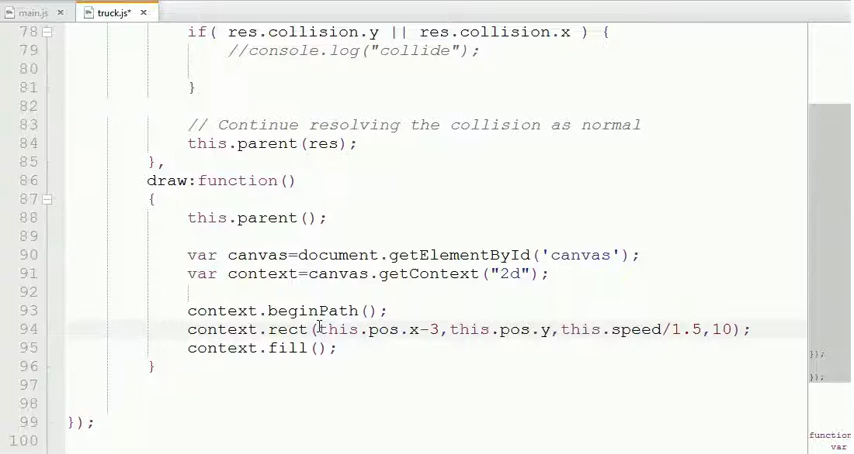 main.js × truck.js* ×
78 if( res.collision.y || res.collision.x ) {
79 //console.log("collide");
80
81 }
82
83 // Continue resolving the collision as normal
84 this.parent(res);
85 },
86 draw:function()
87 {
88 this.parent();
89
90 var canvas=document.getElementById('canvas');
91 var context=canvas.getContext("2d");
92
93 context.beginPath();
94 context.rect(this.pos.x-3,this.pos.y,this.speed/1.5,10);
95 context.fill();
96 }
97
98
99 });
100
});
});
function
var